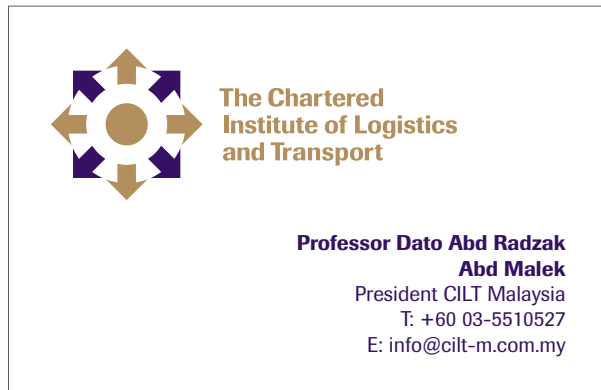 The Chartered
Institute of Logistics
and Transport
Professor Dato Abd Radzak
Abd Malek
President CILT Malaysia
T: +60 03-5510527
E: info@cilt-m.com.my